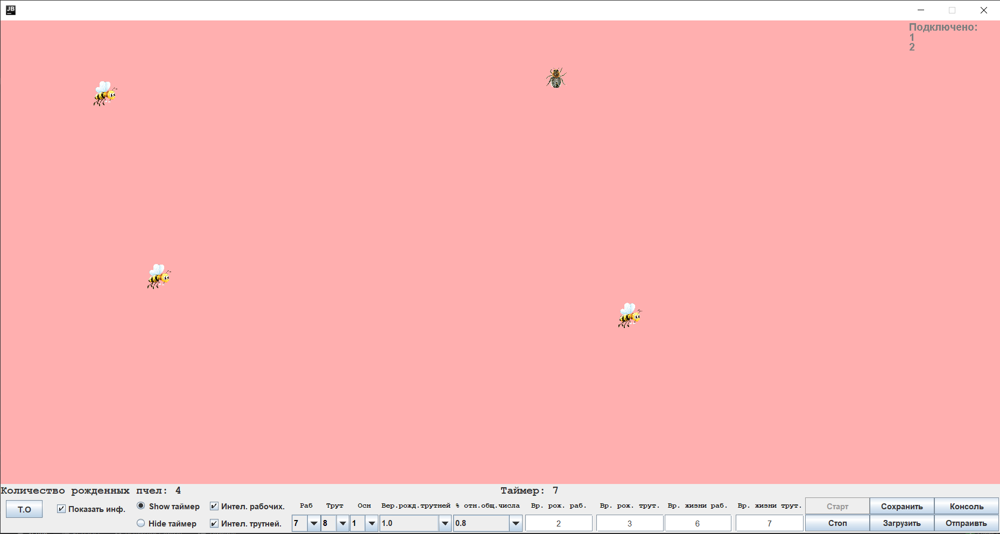 JB
Подключено:
1
2
Количество рожденных пчел: 4
Таймер: 7
Т.О
Показать инф.
Show таймер
Hide таймер
Интел. рабочих.
Интел. трутней.
Раб Трут Осн Вер.рожд.трутней % отн.общ.числа Вр. рож. раб. Вр. рож. трут. Вр. жизни раб. Вр. жизни трут.
7 8 1 1.0 0.8 2 3 6 7
Старт Сохранить Консоль
Стоп Загрузить Отпраивть